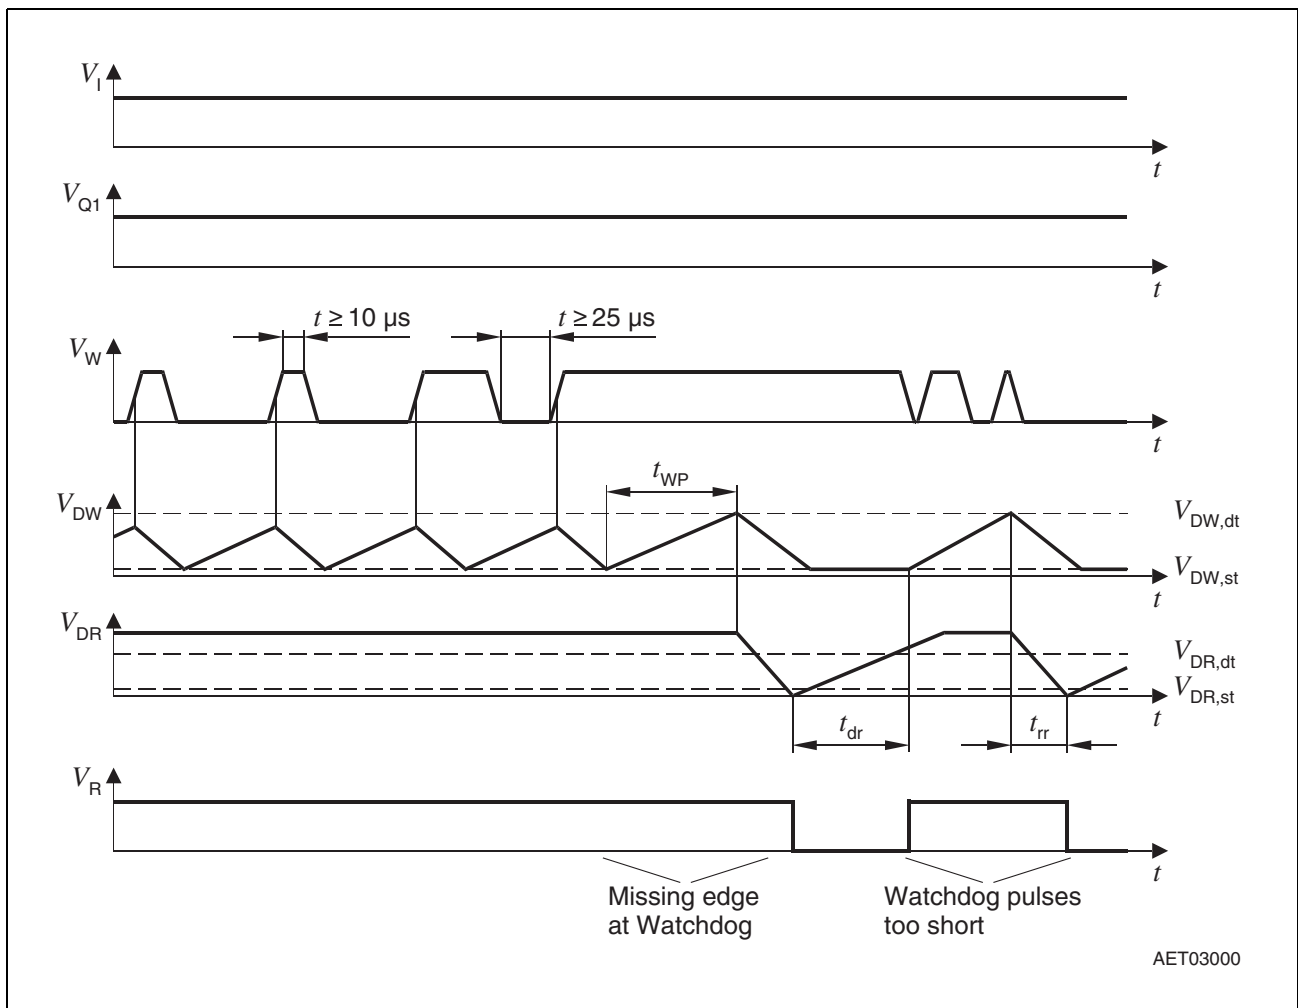 V_I
t
V_Q1
t
t ≥ 10 µs
t ≥ 25 µs
V_W
t
t_WP
V_DW
V_DW,dt
V_DW,st
t
V_DR
V_DR,dt
V_DR,st
t
t_dr
t_rr
V_R
t
Missing edge
at Watchdog
Watchdog pulses
too short
AET03000